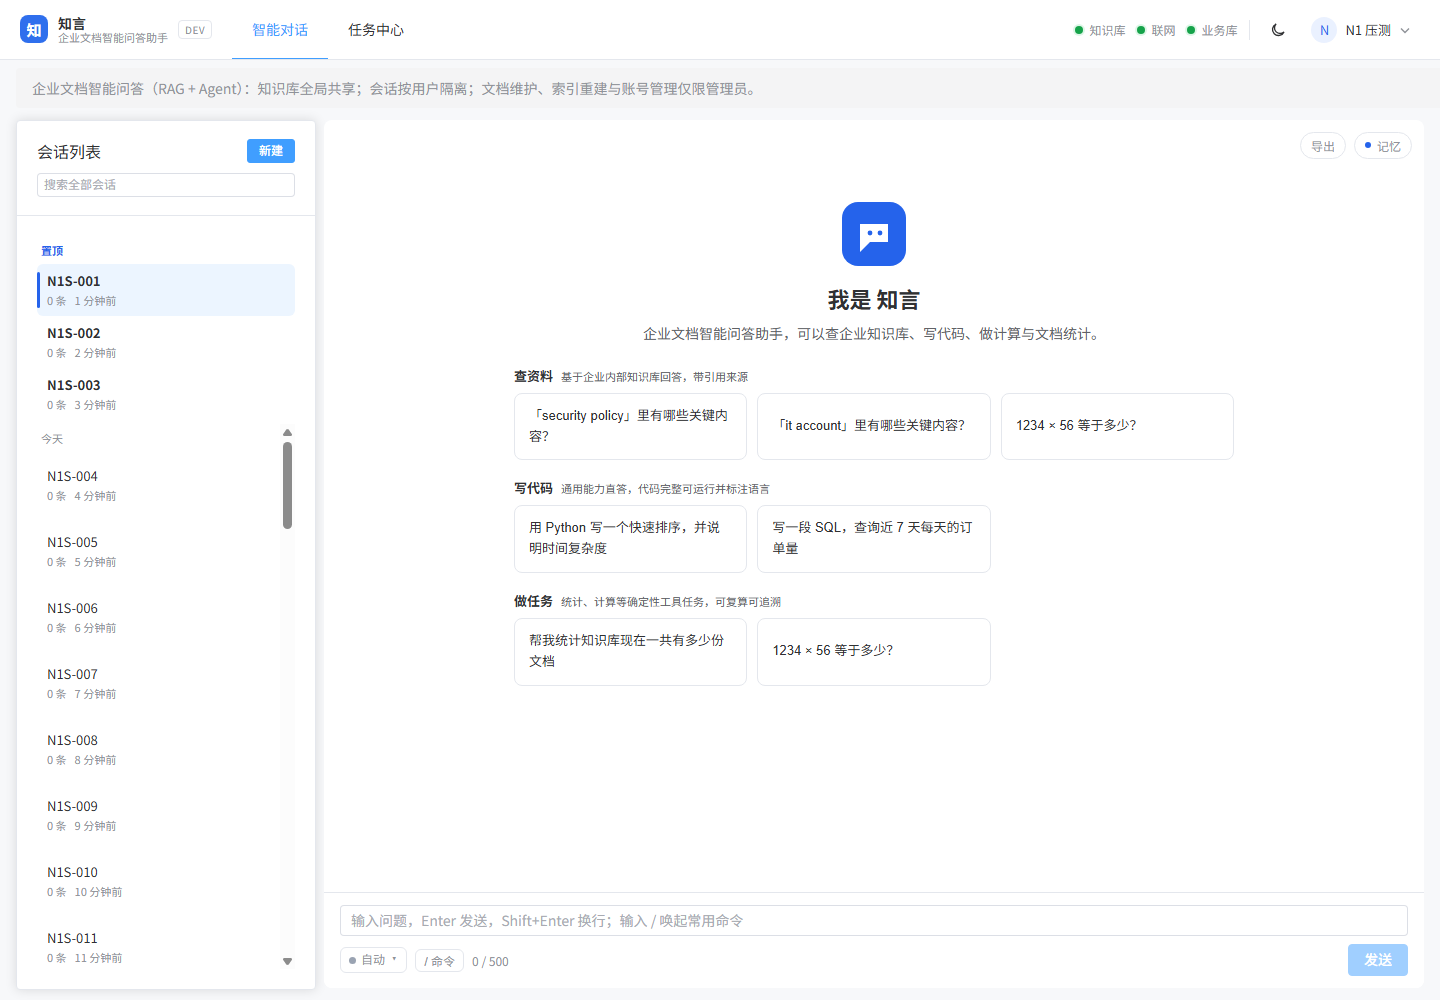 知
知言
企业文档智能问答助手
DEV
智能对话
任务中心
知识库
联网
业务库
N
N1 压测
企业文档智能问答（RAG + Agent）：知识库全局共享；会话按用户隔离；文档维护、索引重建与账号管理仅限管理员。
会话列表
新建
搜索全部会话
置顶
N1S-001
0 条 1 分钟前
N1S-002
0 条 2 分钟前
N1S-003
0 条 3 分钟前
今天
N1S-004
0 条 4 分钟前
N1S-005
0 条 5 分钟前
N1S-006
0 条 6 分钟前
N1S-007
0 条 7 分钟前
N1S-008
0 条 8 分钟前
N1S-009
0 条 9 分钟前
N1S-010
0 条 10 分钟前
N1S-011
0 条 11 分钟前
导出
记忆
我是 知言
企业文档智能问答助手，可以查企业知识库、写代码、做计算与文档统计。
查资料 基于企业内部知识库回答，带引用来源
「security policy」里有哪些关键内
容？
「it account」里有哪些关键内容？
1234 × 56 等于多少？
写代码 通用能力直答，代码完整可运行并标注语言
用 Python 写一个快速排序，并说
明时间复杂度
写一段 SQL，查询近 7 天每天的订
单量
做任务 统计、计算等确定性工具任务，可复算可追溯
帮我统计知识库现在一共有多少份
文档
1234 × 56 等于多少？
输入问题，Enter 发送，Shift+Enter 换行；输入 / 唤起常用命令
自动
/ 命令
0 / 500
发送